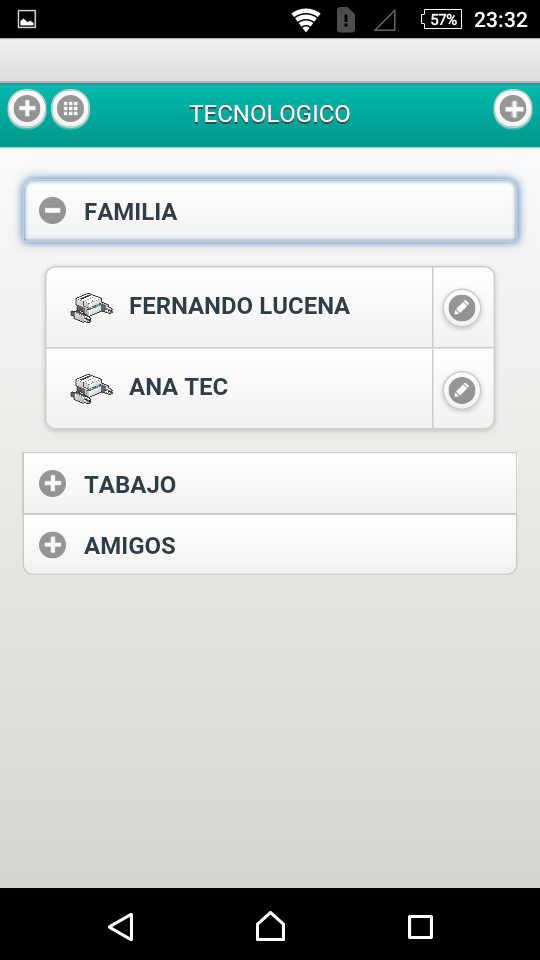 57% 23:32
TECNOLOGICO
FAMILIA
FERNANDO LUCENA
ANA TEC
TABAJO
AMIGOS